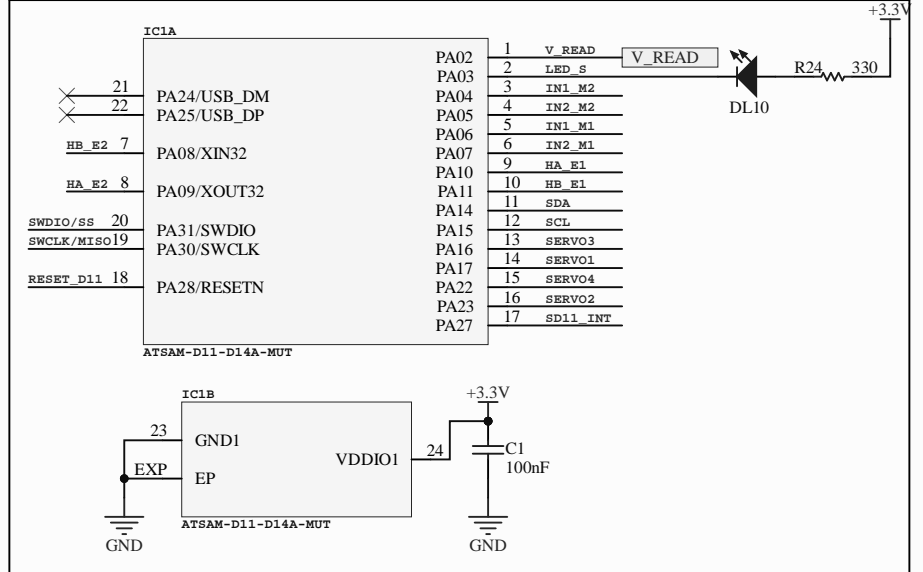 +3.3V
IC1A
PA02 1 V_READ V_READ
PA03 2 LED_S R24 330
DL10
21 PA24/USB_DM PA04 3 IN1_M2
22 PA25/USB_DP PA05 4 IN2_M2
PA06 5 IN1_M1
HB_E2 7 PA08/XIN32 PA07 6 IN2_M1
PA10 9 HA_E1
HA_E2 8 PA09/XOUT32 PA11 10 HB_E1
PA14 11 SDA
SWDIO/SS 20 PA31/SWDIO PA15 12 SCL
SWCLK/MISO 19 PA30/SWCLK PA16 13 SERVO3
PA17 14 SERVO1
RESET_D11 18 PA28/RESETN PA22 15 SERVO4
PA23 16 SERVO2
PA27 17 SD11_INT
ATSAM-D11-D14A-MUT
IC1B
+3.3V
23 GND1
VDDIO1 24
C1
100nF
EXP EP
ATSAM-D11-D14A-MUT
GND
GND